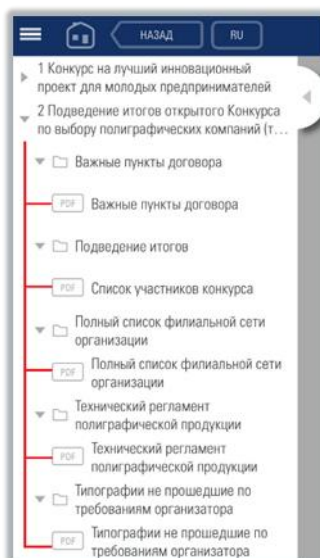 НАЗАД
RU
1 Конкурс на лучший инновационный
проект для молодых предпринимателей
2 Подведение итогов открытого Конкурса
по выбору полиграфических компаний (т...
Важные пункты договора
PDF Важные пункты договора
Подведение итогов
PDF Список участников конкурса
Полный список филиальной сети
организации
PDF Полный список филиальной сети
организации
Технический регламент
полиграфической продукции
PDF Технический регламент
полиграфической продукции
Типографии не прошедшие по
требованиям организатора
PDF Типографии не прошедшие по
требованиям организатора